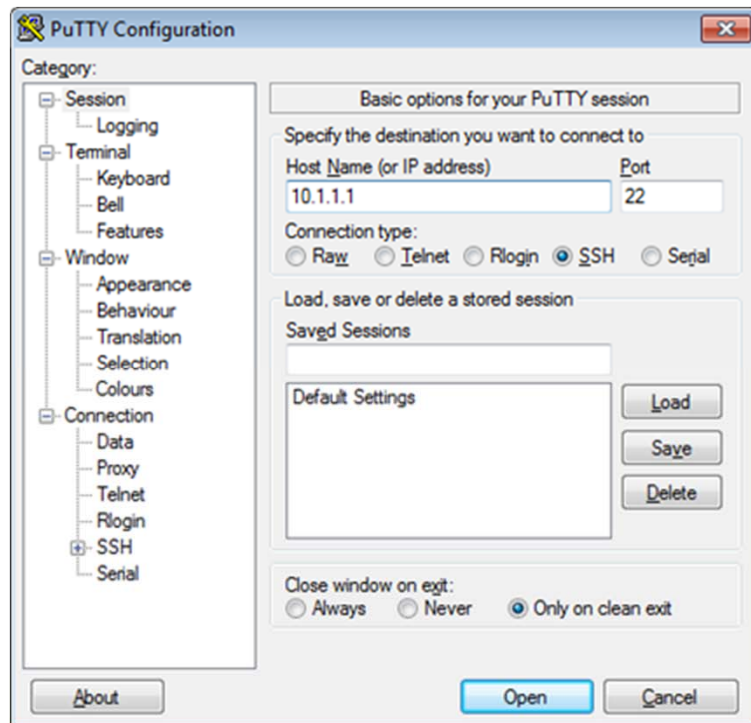 PuTTY Configuration
Category:
Session
Logging
Terminal
Keyboard
Bell
Features
Window
Appearance
Behaviour
Translation
Selection
Colours
Connection
Data
Proxy
Telnet
Rlogin
SSH
Serial
Basic options for your PuTTY session
Specify the destination you want to connect to
Host Name (or IP address) Port
10.1.1.1 22
Connection type:
Raw Telnet Rlogin SSH Serial
Load, save or delete a stored session
Saved Sessions
Default Settings
Load
Save
Delete
Close window on exit:
Always Never Only on clean exit
About Open Cancel